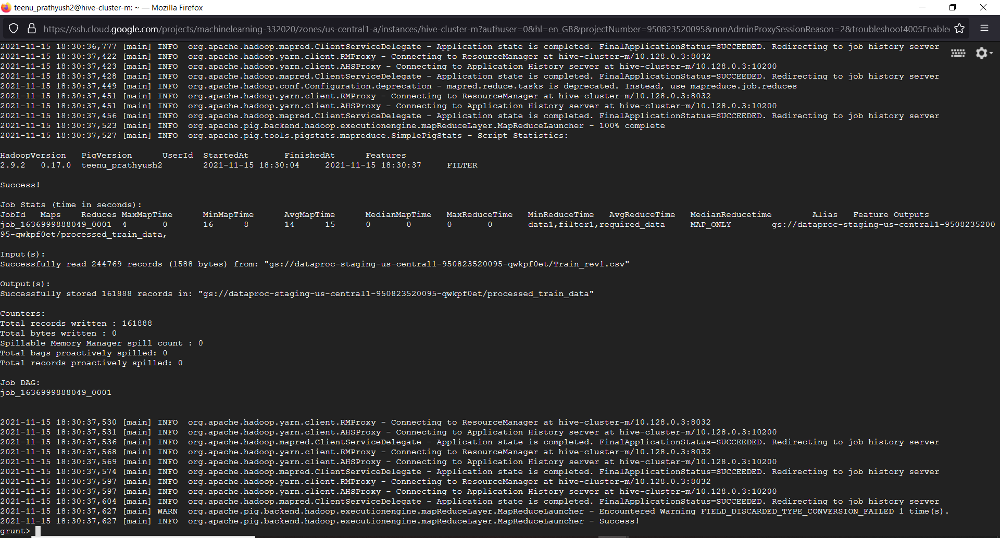 teenu_prathyush2@hive-cluster-m: ~ — Mozilla Firefox
https://ssh.cloud.google.com/projects/machinelearning-332020/zones/us-central1-a/instances/hive-cluster-m?authuser=0&hl=en_GB&projectNumber=950823520095&nonAdminProxySessionReason=2&troubleshoot4005Enable
2021-11-15 18:30:36,777 [main] INFO  org.apache.hadoop.mapred.ClientServiceDelegate - Application state is completed. FinalApplicationStatus=SUCCEEDED. Redirecting to job history server
2021-11-15 18:30:37,422 [main] INFO  org.apache.hadoop.yarn.client.RMProxy - Connecting to ResourceManager at hive-cluster-m/10.128.0.3:8032
2021-11-15 18:30:37,423 [main] INFO  org.apache.hadoop.yarn.client.AHSProxy - Connecting to Application History server at hive-cluster-m/10.128.0.3:10200
2021-11-15 18:30:37,428 [main] INFO  org.apache.hadoop.mapred.ClientServiceDelegate - Application state is completed. FinalApplicationStatus=SUCCEEDED. Redirecting to job history server
2021-11-15 18:30:37,449 [main] INFO  org.apache.hadoop.conf.Configuration.deprecation - mapred.reduce.tasks is deprecated. Instead, use mapreduce.job.reduces
2021-11-15 18:30:37,451 [main] INFO  org.apache.hadoop.yarn.client.RMProxy - Connecting to ResourceManager at hive-cluster-m/10.128.0.3:8032
2021-11-15 18:30:37,451 [main] INFO  org.apache.hadoop.yarn.client.AHSProxy - Connecting to Application History server at hive-cluster-m/10.128.0.3:10200
2021-11-15 18:30:37,456 [main] INFO  org.apache.hadoop.mapred.ClientServiceDelegate - Application state is completed. FinalApplicationStatus=SUCCEEDED. Redirecting to job history server
2021-11-15 18:30:37,523 [main] INFO  org.apache.pig.backend.hadoop.executionengine.mapReduceLayer.MapReduceLauncher - 100% complete
2021-11-15 18:30:37,527 [main] INFO  org.apache.pig.tools.pigstats.mapreduce.SimplePigStats - Script Statistics:
HadoopVersion   PigVersion      UserId  StartedAt       FinishedAt      Features
2.9.2   0.17.0  teenu_prathyush2        2021-11-15 18:30:04     2021-11-15 18:30:37     FILTER
Success!
Job Stats (time in seconds):
JobId   Maps    Reduces MaxMapTime      MinMapTime      AvgMapTime      MedianMapTime   MaxReduceTime   MinReduceTime   AvgReduceTime   MedianReducetime        Alias   Feature Outputs
job_1636999888049_0001  4       0       16      8       14      15      0       0       0       0       data1,filter1,required_data     MAP_ONLY        gs://dataproc-staging-us-central1-9508235200
95-qwkpf0et/processed_train_data,
Input(s):
Successfully read 244769 records (1588 bytes) from: "gs://dataproc-staging-us-central1-950823520095-qwkpf0et/Train_rev1.csv"
Output(s):
Successfully stored 161888 records in: "gs://dataproc-staging-us-central1-950823520095-qwkpf0et/processed_train_data"
Counters:
Total records written : 161888
Total bytes written : 0
Spillable Memory Manager spill count : 0
Total bags proactively spilled: 0
Total records proactively spilled: 0
Job DAG:
job_1636999888049_0001
2021-11-15 18:30:37,530 [main] INFO  org.apache.hadoop.yarn.client.RMProxy - Connecting to ResourceManager at hive-cluster-m/10.128.0.3:8032
2021-11-15 18:30:37,531 [main] INFO  org.apache.hadoop.yarn.client.AHSProxy - Connecting to Application History server at hive-cluster-m/10.128.0.3:10200
2021-11-15 18:30:37,536 [main] INFO  org.apache.hadoop.mapred.ClientServiceDelegate - Application state is completed. FinalApplicationStatus=SUCCEEDED. Redirecting to job history server
2021-11-15 18:30:37,568 [main] INFO  org.apache.hadoop.yarn.client.RMProxy - Connecting to ResourceManager at hive-cluster-m/10.128.0.3:8032
2021-11-15 18:30:37,569 [main] INFO  org.apache.hadoop.yarn.client.AHSProxy - Connecting to Application History server at hive-cluster-m/10.128.0.3:10200
2021-11-15 18:30:37,574 [main] INFO  org.apache.hadoop.mapred.ClientServiceDelegate - Application state is completed. FinalApplicationStatus=SUCCEEDED. Redirecting to job history server
2021-11-15 18:30:37,597 [main] INFO  org.apache.hadoop.yarn.client.RMProxy - Connecting to ResourceManager at hive-cluster-m/10.128.0.3:8032
2021-11-15 18:30:37,597 [main] INFO  org.apache.hadoop.yarn.client.AHSProxy - Connecting to Application History server at hive-cluster-m/10.128.0.3:10200
2021-11-15 18:30:37,604 [main] INFO  org.apache.hadoop.mapred.ClientServiceDelegate - Application state is completed. FinalApplicationStatus=SUCCEEDED. Redirecting to job history server
2021-11-15 18:30:37,627 [main] WARN  org.apache.pig.backend.hadoop.executionengine.mapReduceLayer.MapReduceLauncher - Encountered Warning FIELD_DISCARDED_TYPE_CONVERSION_FAILED 1 time(s).
2021-11-15 18:30:37,627 [main] INFO  org.apache.pig.backend.hadoop.executionengine.mapReduceLayer.MapReduceLauncher - Success!
grunt>